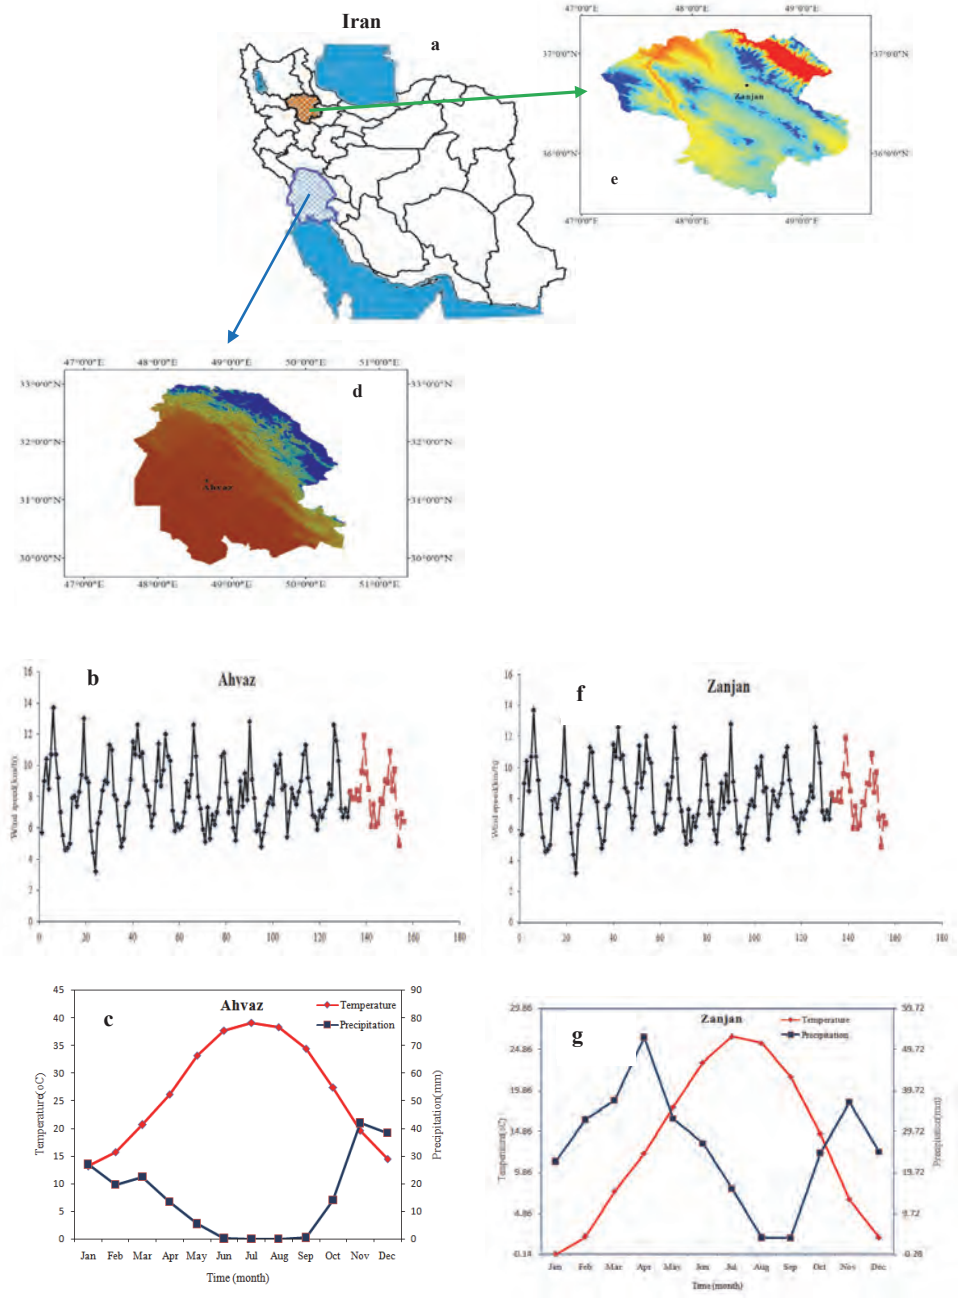 Iran
a
47°0'0"E 48°0'0"E 49°0'0"E
37°0'0"N 37°0'0"N
Zanjan
36°0'0"N 36°0'0"N
e
47°0'0"E 48°0'0"E 49°0'0"E
47°0'0"E 48°0'0"E 49°0'0"E 50°0'0"E 51°0'0"E
33°0'0"N d 33°0'0"N
32°0'0"N 32°0'0"N
Ahvaz
31°0'0"N 31°0'0"N
30°0'0"N 30°0'0"N
47°0'0"E 48°0'0"E 49°0'0"E 50°0'0"E 51°0'0"E
b
Ahvaz
16
14
12
10
8
6
4
2
0
0 20 40 60 80 100 120 140 160 180
f
Zanjan
16
14
12
10
8
6
4
2
0
0 20 40 60 80 100 120 140 160 180
c
Ahvaz
Temperature
Precipitation
Temperature(oC)
45
40
35
30
25
20
15
10
5
0
Precipitation(mm)
90
80
70
60
50
40
30
20
10
0
Jan Feb Mar Apr May Jun Jul Aug Sep Oct Nov Dec
Time (month)
g
Zanjan
Temperature
Precipitation
Temperature(oC)
29.86
24.86
19.86
14.86
4.86
-0.14
Precipitation(mm)
59.72
49.72
39.72
29.72
19.72
9.72
-0.28
Jan Feb Mar Apr May Jun Jul Aug Sep Oct Nov Dec
Time (month)